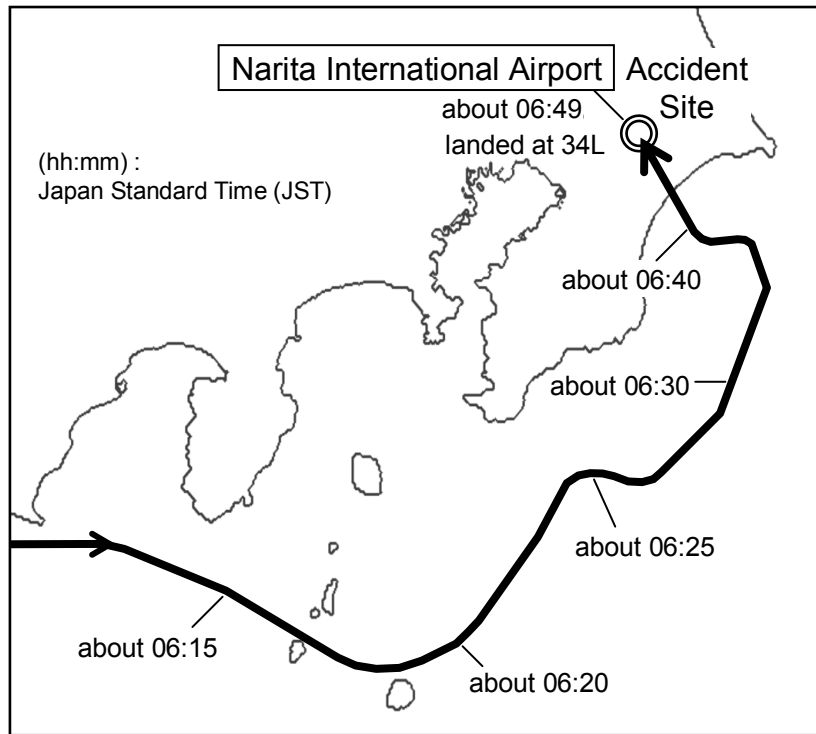 Narita International Airport
Accident
Site
about 06:49
landed at 34L
(hh:mm) :
Japan Standard Time (JST)
about 06:40
about 06:30
about 06:25
about 06:15
about 06:20